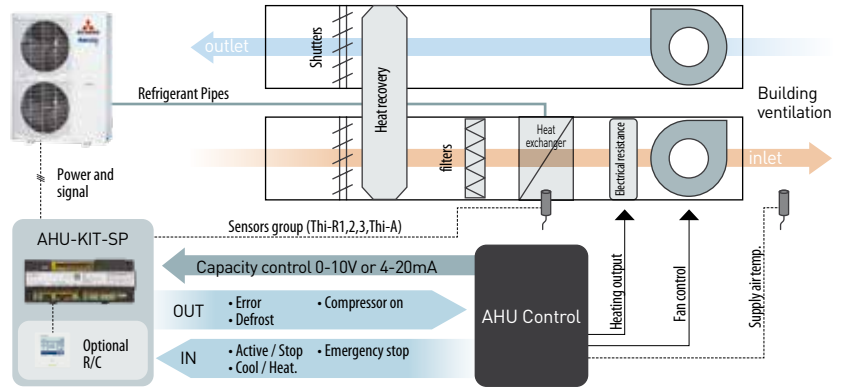 outlet
Shutters
Heat recovery
Refrigerant Pipes
Building
ventilation
filters
Heat
exchanger
Electrical resistance
inlet
Power and
signal
Sensors group (Thi-R1,2,3,Thi-A)
AHU-KIT-SP
Capacity control 0-10V or 4-20mA
OUT
• Error
• Defrost
• Compressor on
AHU Control
Heating output
Fan control
Supply air temp.
Optional
R/C
IN
• Active / Stop
• Cool / Heat.
• Emergency stop